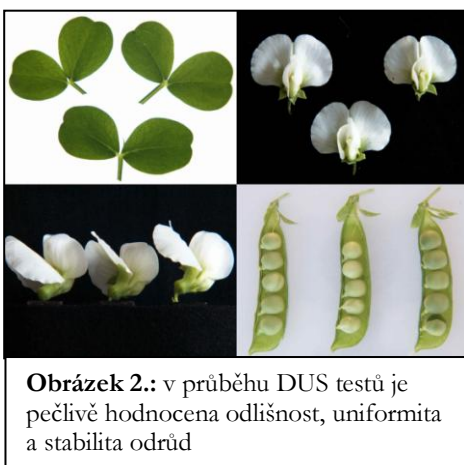 Obrázek 2.: v průběhu DUS testů je
pečlivě hodnocena odlišnost, uniformita
a stabilita odrůd